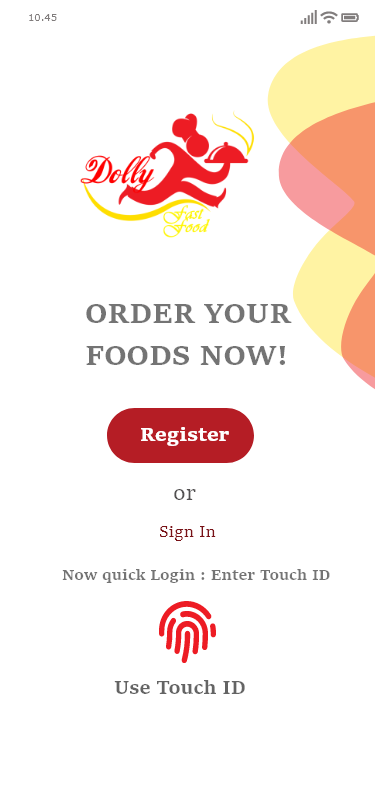 10.45
Dolly
Fast
Food
ORDER YOUR
FOODS NOW!
Register
or
Sign In
Now quick Login : Enter Touch ID
Use Touch ID